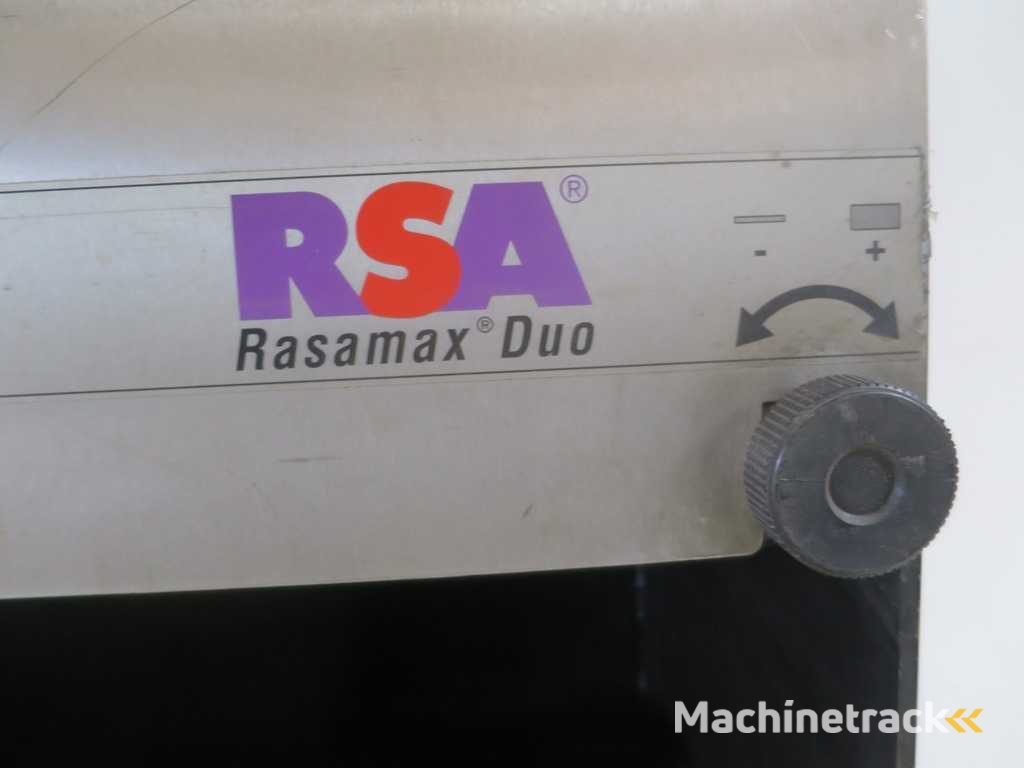 RSA®
Rasamax® Duo
- +
Machinetrack